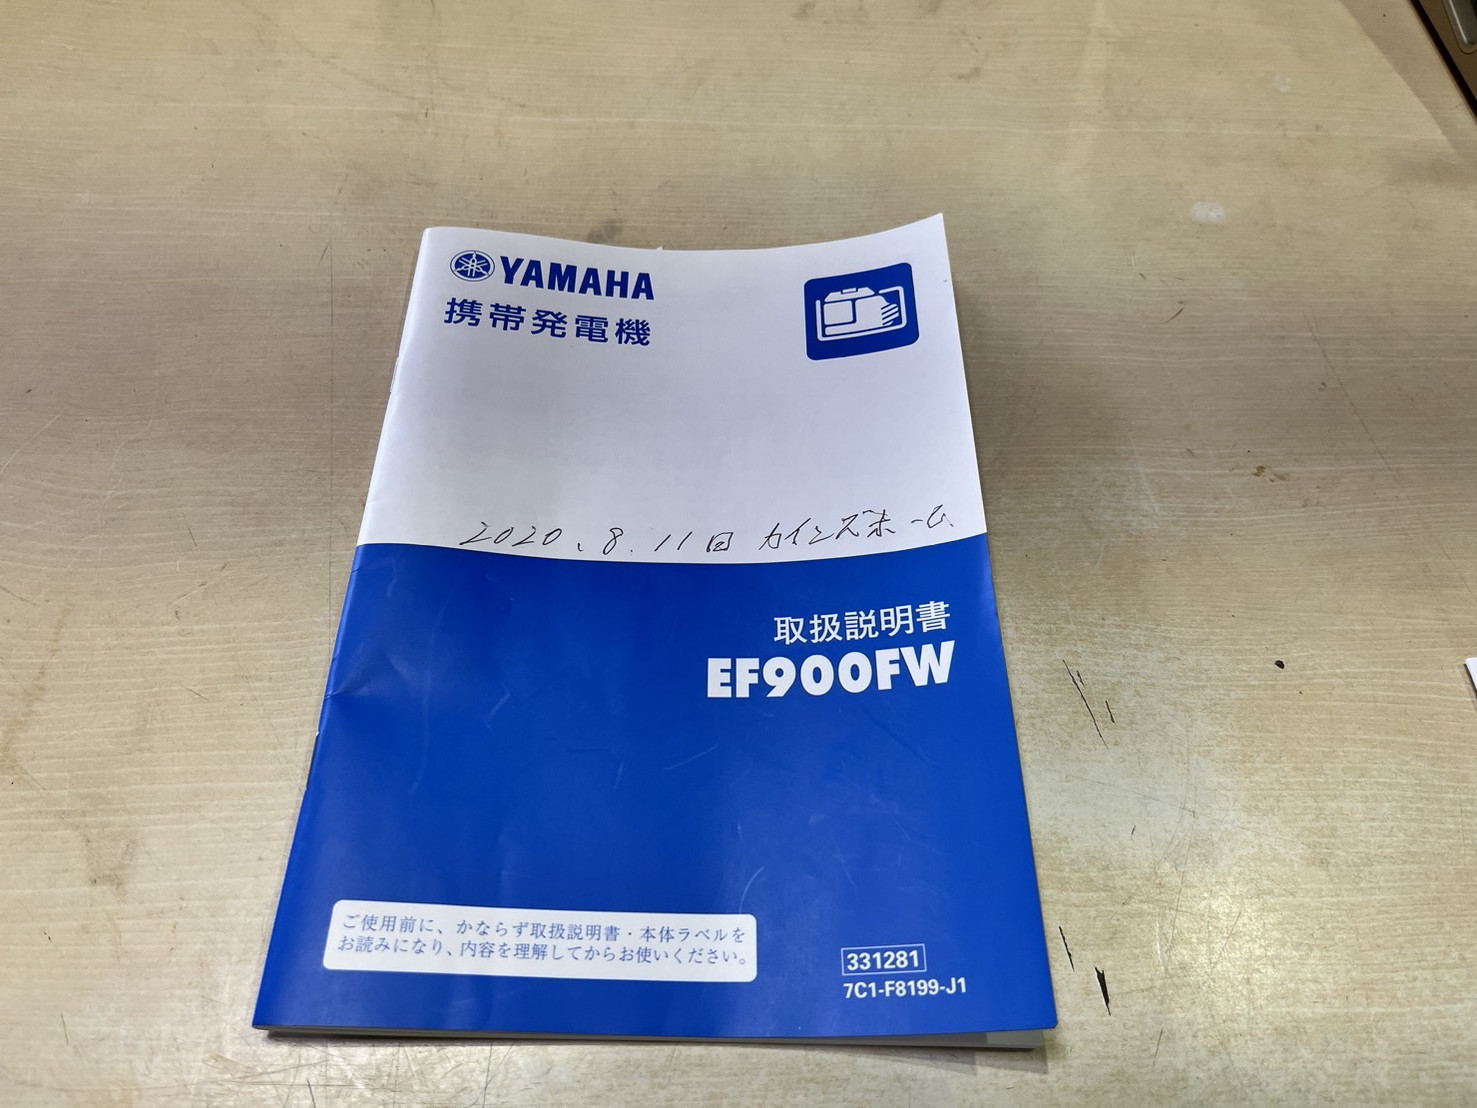 YAMAHA
携帯発電機
2020.8.11日 カインズホーム
取扱説明書
EF900FW
ご使用前に、かならず取扱説明書・本体ラベルを
お読みになり、内容を理解してからお使いください。
331281
7C1-F8199-J1